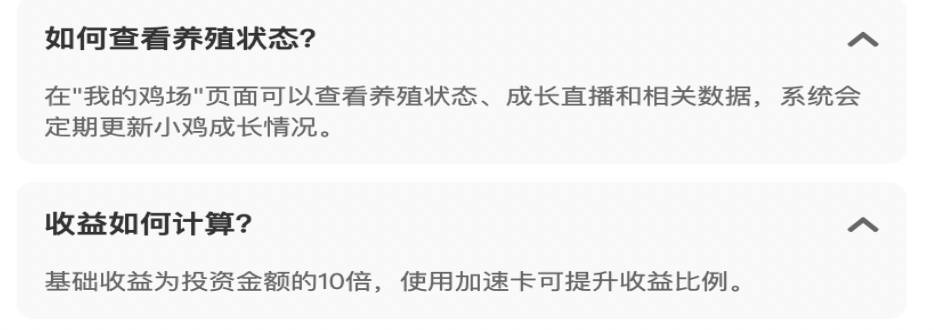 如何查看养殖状态?
在"我的鸡场"页面可以查看养殖状态、成长直播和相关数据，系统会
定期更新小鸡成长情况。
收益如何计算?
基础收益为投资金额的10倍，使用加速卡可提升收益比例。